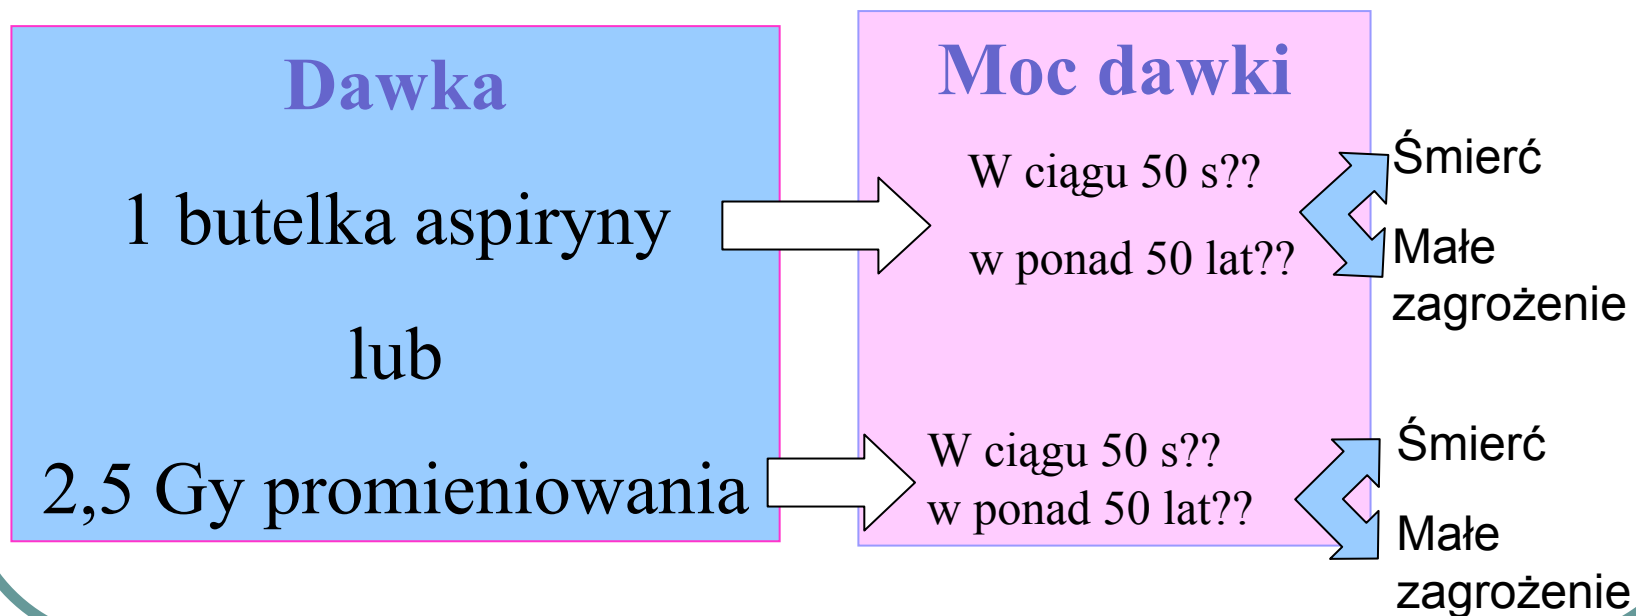 Dawka
1 butelka aspiryny
lub
2,5 Gy promieniowania
Moc dawki
W ciągu 50 s??
w ponad 50 lat??
Śmierć
Małe
zagrożenie
W ciągu 50 s??
w ponad 50 lat??
Śmierć
Małe
zagrożenie